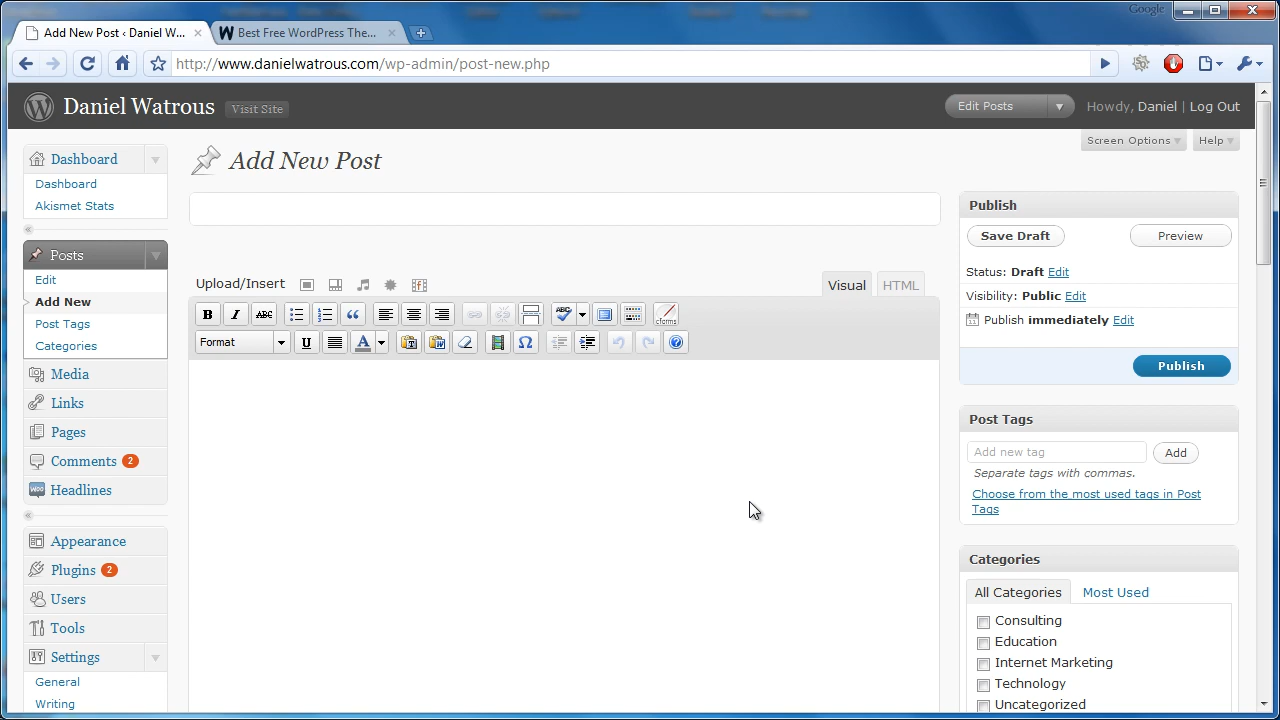 Google
Add New Post ‹ Daniel W...
Best Free WordPress The...
http://www.danielwatrous.com/wp-admin/post-new.php
Daniel Watrous
Visit Site
Edit Posts
Howdy, Daniel | Log Out
Screen Options
Help
Dashboard
Dashboard
Akismet Stats
Posts
Edit
Add New
Post Tags
Categories
Media
Links
Pages
Comments 2
Headlines
Appearance
Plugins 2
Users
Tools
Settings
General
Writing
Add New Post
Upload/Insert
Visual
HTML
B I ABC
ABC
cforms
Format
U
A
Ω
Publish
Save Draft
Preview
Status: Draft Edit
Visibility: Public Edit
Publish immediately Edit
Publish
Post Tags
Add new tag
Add
Separate tags with commas.
Choose from the most used tags in Post
Tags
Categories
All Categories
Most Used
Consulting
Education
Internet Marketing
Technology
Uncategorized